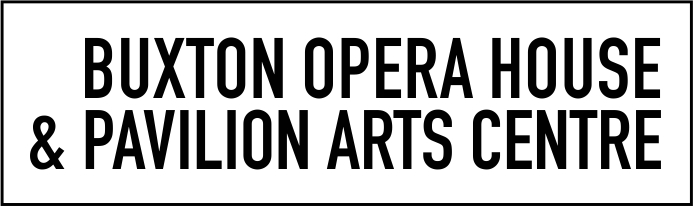 BUXTON OPERA HOUSE
& PAVILION ARTS CENTRE